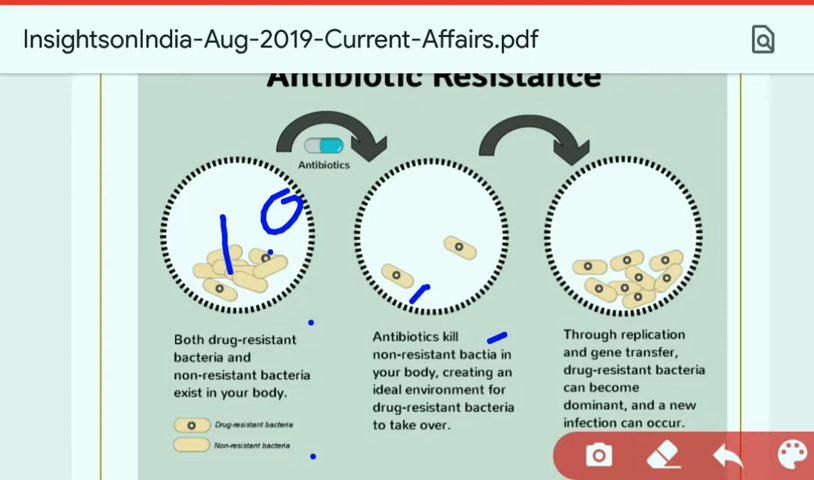 InsightsonIndia-Aug-2019-Current-Affairs.pdf
Antibiotic Resistance
Antibiotics
10
Both drug-resistant
bacteria and
non-resistant bacteria
exist in your body.
Drug-resistant bacteria
Non-resistant bacteria
Antibiotics kill
non-resistant bactia in
your body, creating an
ideal environment for
drug-resistant bacteria
to take over.
Through replication
and gene transfer,
drug-resistant bacteria
can become
dominant, and a new
infection can occur.